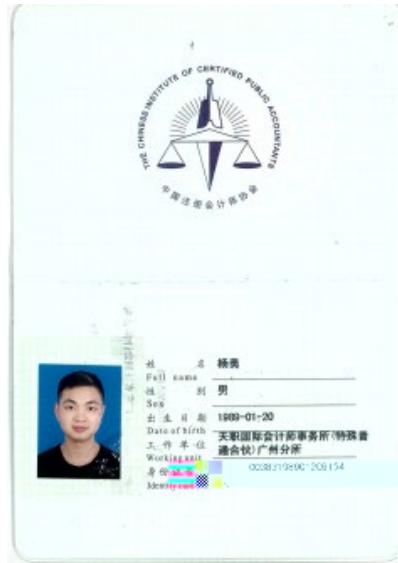 THE CHINESE INSTITUTE OF CERTIFIED PUBLIC ACCOUNTANTS
中国注册会计师协会
姓 名 杨勇
Full name
性 别 男
Sex
出生日期 1989-01-20
Date of birth
工作单位 天职国际会计师事务所(特殊普
Working unit 通合伙)广州分所
身份
Identity